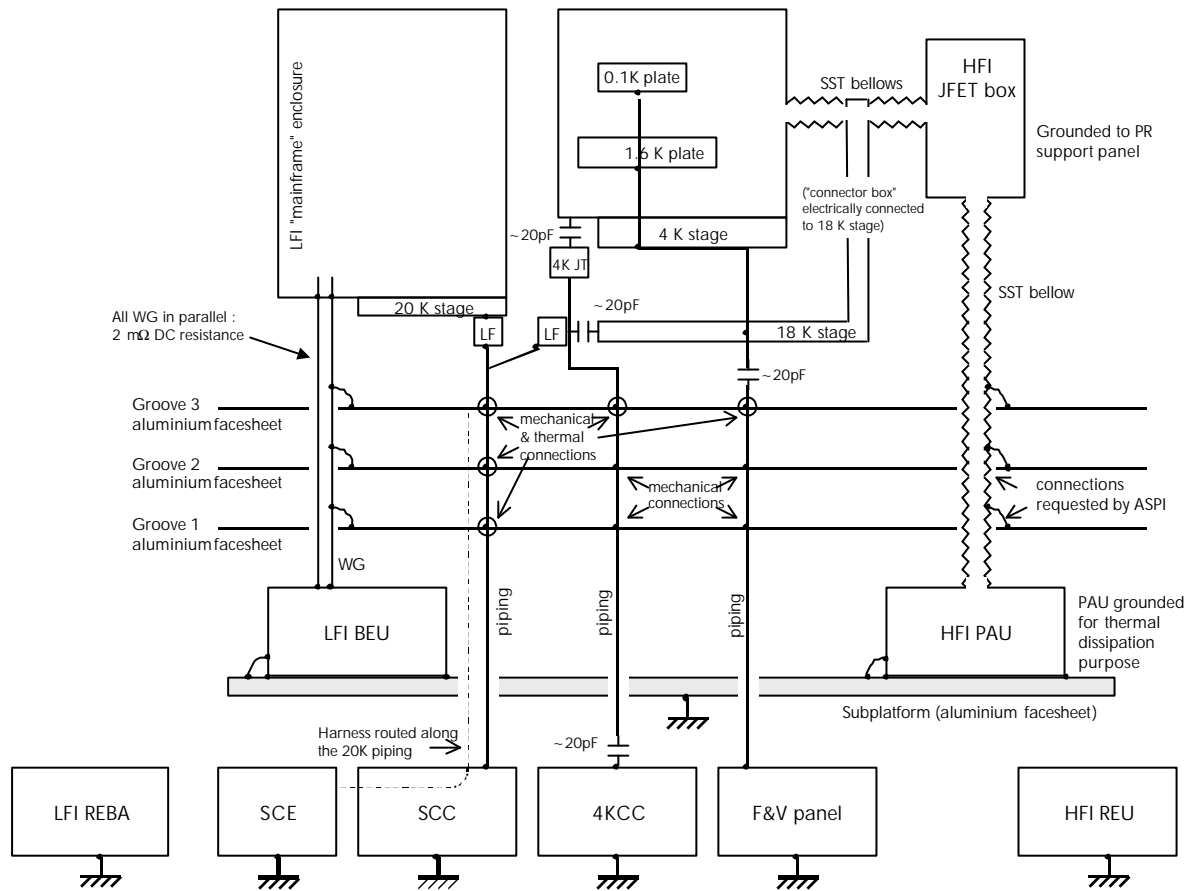 LFI "mainframe" enclosure
0.1K plate
1.6 K plate
SST bellows
HFI
JFET box
Grounded to PR
support panel
("connector box"
electrically connected
to 18 K stage)
~20pF
4 K stage
4K JT
SST bellow
20 K stage
~20pF
All WG in parallel :
2 mΩ DC resistance
LF
LF
18 K stage
~20pF
Groove 3
aluminium facesheet
mechanical
& thermal
connections
Groove 2
aluminium facesheet
mechanical
connections
connections
requested by ASPI
Groove 1
aluminium facesheet
WG
piping
piping
piping
LFI BEU
HFI PAU
PAU grounded
for thermal
dissipation
purpose
Subplatform (aluminium facesheet)
Harness routed along
the 20K piping
~20pF
LFI REBA
SCE
SCC
4KCC
F&V panel
HFI REU